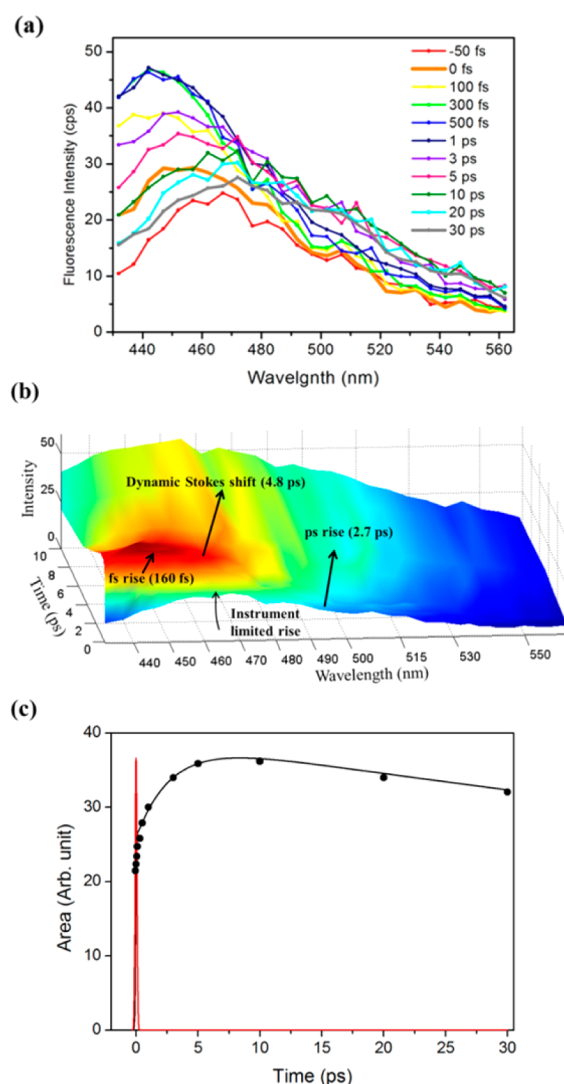 (a)
50
40
30
20
10
0
Fluorescence Intensity (cps)
-50 fs
0 fs
100 fs
300 fs
500 fs
1 ps
3 ps
5 ps
10 ps
20 ps
30 ps
440 460 480 500 520 540 560
Wavelgnth (nm)
(b)
50
25
0
Intensity
Dynamic Stokes shift (4.8 ps)
ps rise (2.7 ps)
fs rise (160 fs)
Instrument
limited rise
10
8
6
4
2
0
Time (ps)
440 450 460 470 480 490 500 515 530 550
Wavelength (nm)
(c)
40
30
20
10
0
Area (Arb. unit)
0 5 10 15 20 25 30
Time (ps)